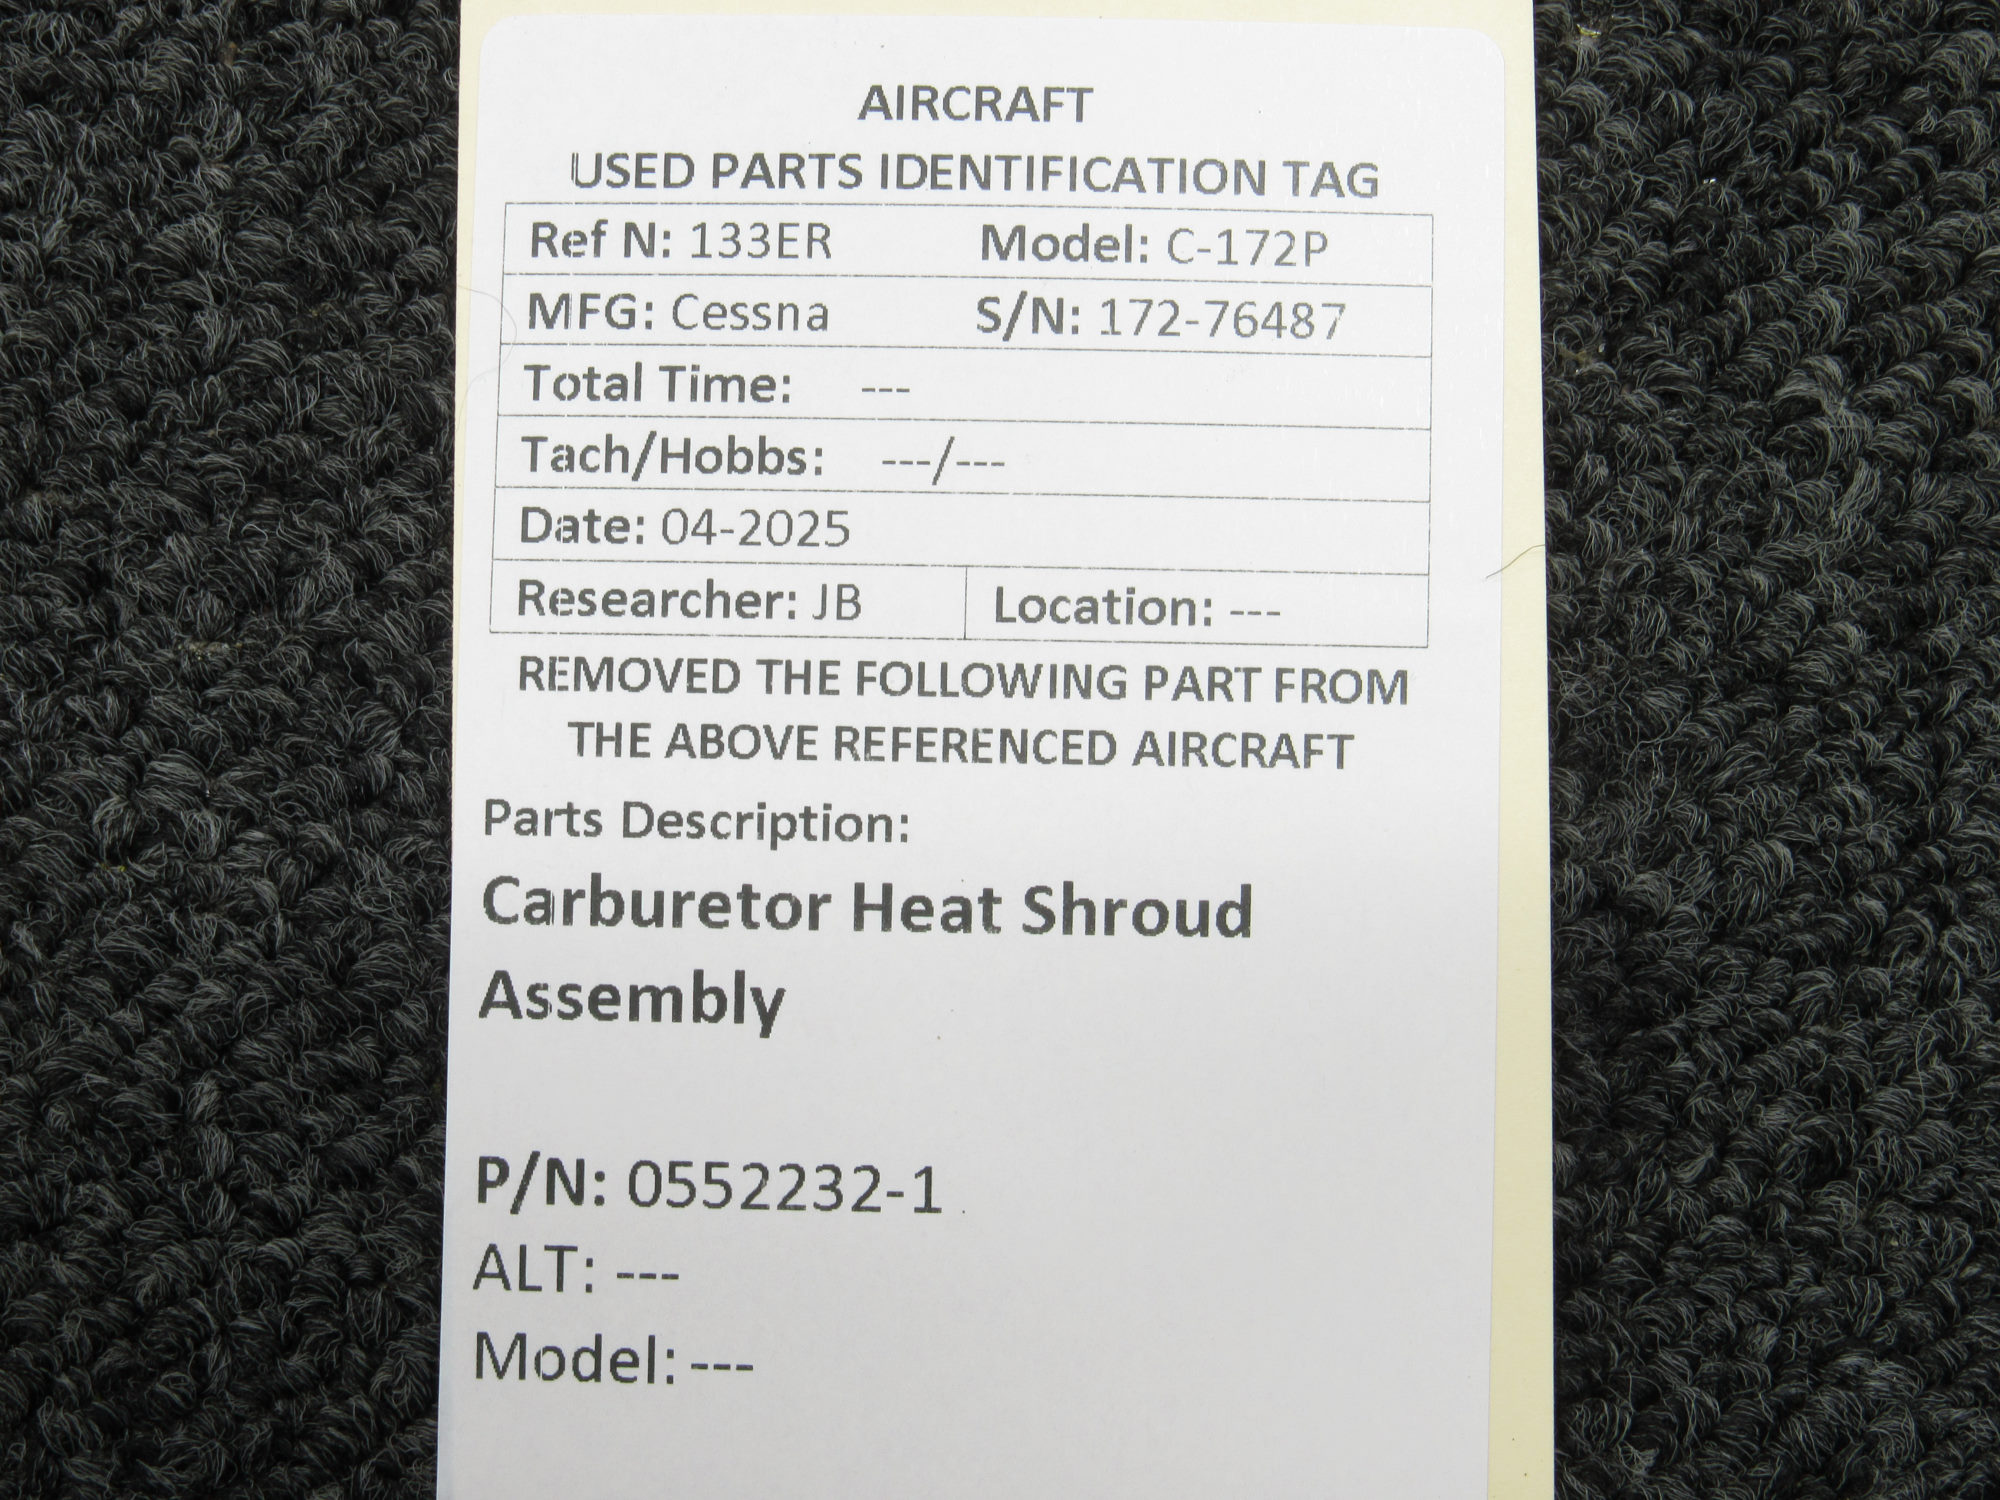 AIRCRAFT
USED PARTS IDENTIFICATION TAG
Ref N: 133ER Model: C-172P
MFG: Cessna S/N: 172-76487
Total Time: ---
Tach/Hobbs: ---/---
Date: 04-2025
Researcher: JB Location: ---
REMOVED THE FOLLOWING PART FROM
THE ABOVE REFERENCED AIRCRAFT
Parts Description:
Carburetor Heat Shroud
Assembly
P/N: 0552232-1
ALT: ---
Model: ---